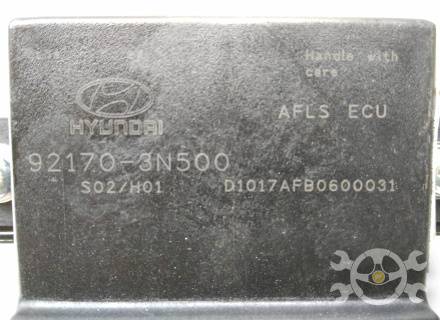 Handle with
care
HYUNDAI
AFLS ECU
92170-3N500
S02/H01 D1017AFB0600031